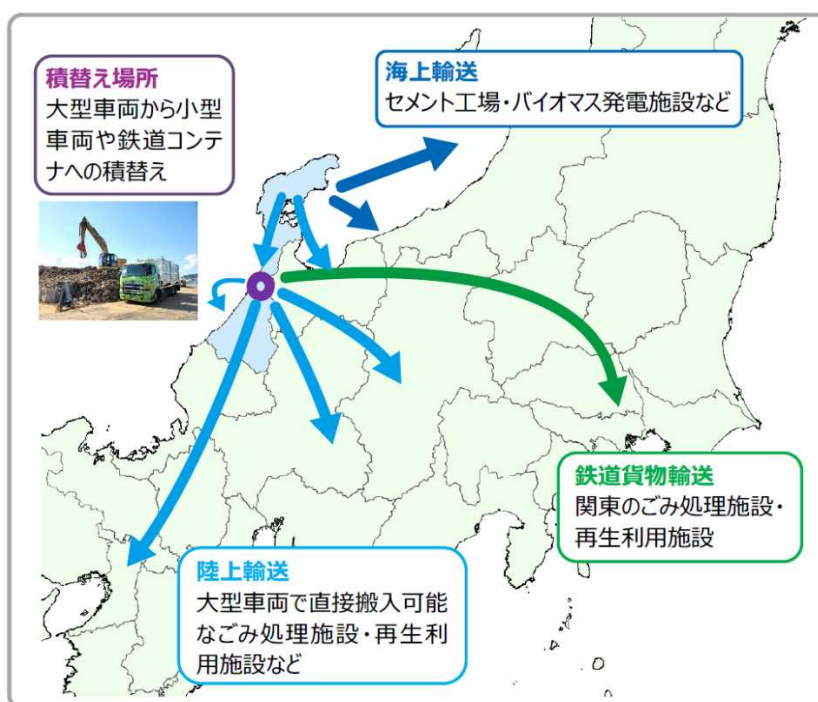 積替え場所
大型車両から小型
車両や鉄道コンテ
ナへの積替え
海上輸送
セメント工場・バイオマス発電施設など
鉄道貨物輸送
関東のごみ処理施設・
再生利用施設
陸上輸送
大型車両で直接搬入可能
なごみ処理施設・再生利
用施設など